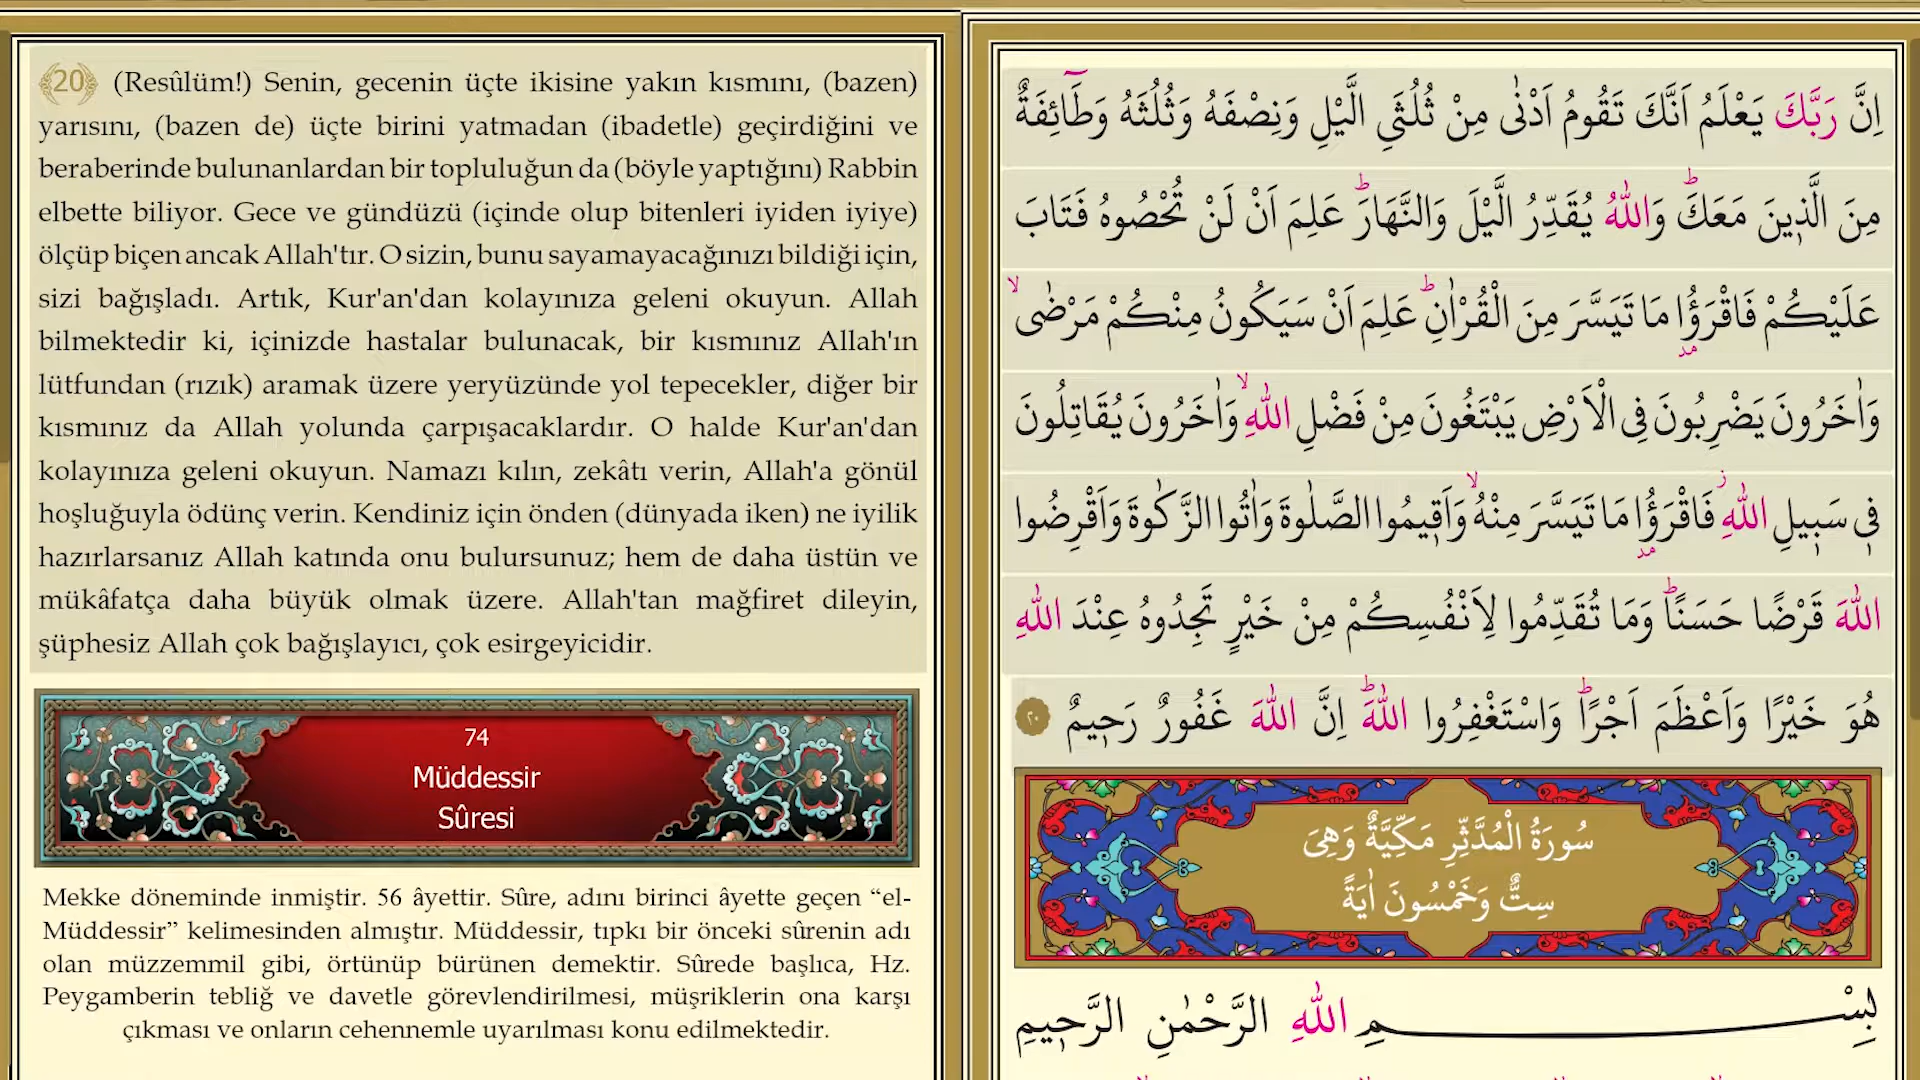 20 (Resûlüm!) Senin, gecenin üçte ikisine yakın kısmını, (bazen)
yarısını, (bazen de) üçte birini yatmadan (ibadetle) geçirdiğini ve
beraberinde bulunanlardan bir topluluğun da (böyle yaptığını) Rabbin
elbette biliyor. Gece ve gündüzü (içinde olup bitenleri iyiden iyiye)
ölçüp biçen ancak Allah'tır. O sizin, bunu sayamayacağınızı bildiği için,
sizi bağışladı. Artık, Kur'an'dan kolayınıza geleni okuyun. Allah
bilmektedir ki, içinizde hastalar bulunacak, bir kısmınız Allah'ın
lütfundan (rızık) aramak üzere yeryüzünde yol tepecekler, diğer bir
kısmınız da Allah yolunda çarpışacaklardır. O halde Kur'an'dan
kolayınıza geleni okuyun. Namazı kılın, zekâtı verin, Allah'a gönül
hoşluğuyla ödünç verin. Kendiniz için önden (dünyada iken) ne iyilik
hazırlarsanız Allah katında onu bulursunuz; hem de daha üstün ve
mükâfatça daha büyük olmak üzere. Allah'tan mağfiret dileyin,
şüphesiz Allah çok bağışlayıcı, çok esirgeyicidir.
74
Müddessir
Sûresi
Mekke döneminde inmiştir. 56 âyettir. Sûre, adını birinci âyette geçen “el-
Müddessir” kelimesinden almıştır. Müddessir, tıpkı bir önceki sûrenin adı
olan müzzemmil gibi, örtünüp bürünen demektir. Sûrede başlıca, Hz.
Peygamberin tebliğ ve davetle görevlendirilmesi, müşriklerin ona karşı
çıkması ve onların cehennemle uyarılması konu edilmektedir.
اِنَّ رَبَّكَ يَعْلَمُ اَنَّكَ تَقُومُ اَدْنٰى مِنْ ثُلُثَيِ الَّيْلِ وَنِصْفَهُ وَثُلُثَهُ وَطَٓائِفَةٌ
مِنَ الَّذ۪ينَ مَعَكَۜ وَاللّٰهُ يُقَدِّرُ الَّيْلَ وَالنَّهَارَۜ عَلِمَ اَنْ لَنْ تُحْصُوهُ فَتَابَ
عَلَيْكُمْ فَاقْرَؤُ۫ا مَا تَيَسَّرَ مِنَ الْقُرْاٰنِۜ عَلِمَ اَنْ سَيَكُونُ مِنْكُمْ مَرْضٰىۙ
وَاٰخَرُونَ يَضْرِبُونَ فِي الْاَرْضِ يَبْتَغُونَ مِنْ فَضْلِ اللّٰهِۙ وَاٰخَرُونَ يُقَاتِلُونَ
ف۪ي سَب۪يلِ اللّٰهِۘ فَاقْرَؤُ۫ا مَا تَيَسَّرَ مِنْهُۙ وَاَق۪يمُوا الصَّلٰوةَ وَاٰتُوا الزَّكٰوةَ وَاَقْرِضُوا
اللّٰهَ قَرْضًا حَسَنًاۜ وَمَا تُقَدِّمُوا لِاَنْفُسِكُمْ مِنْ خَيْرٍ تَجِدُوهُ عِنْدَ اللّٰهِ
هُوَ خَيْرًا وَاَعْظَمَ اَجْرًاۜ وَاسْتَغْفِرُوا اللّٰهَۜ اِنَّ اللّٰهَ غَفُورٌ رَح۪يمٌ ٢٠
سُورَةُ الْمُدَّثِّرِ مَكِّيَّةٌ وَهِيَ
سِتٌّ وَخَمْسُونَ اٰيَةً
بِسْمِ اللّٰهِ الرَّحْمٰنِ الرَّح۪يمِ